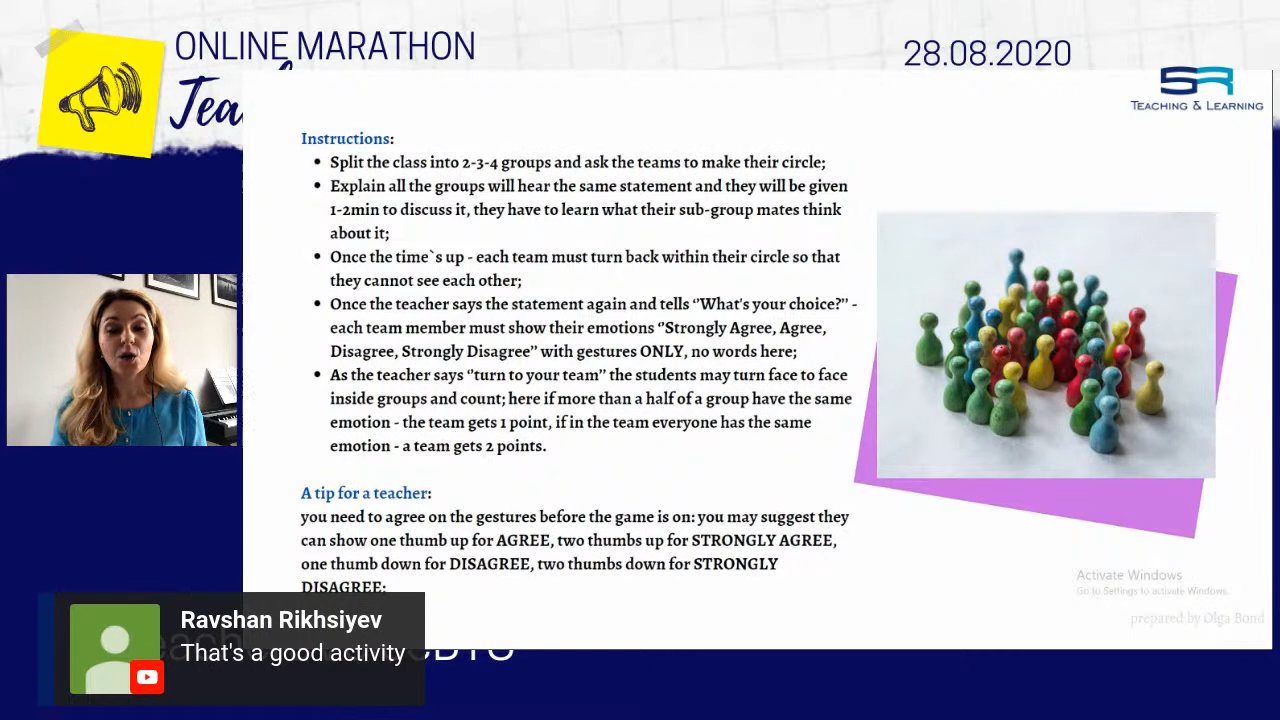 ONLINE MARATHON
28.08.2020
SR
TEACHING & LEARNING
Tea
Instructions:
• Split the class into 2-3-4 groups and ask the teams to make their circle;
• Explain all the groups will hear the same statement and they will be given
1-2min to discuss it, they have to learn what their sub-group mates think
about it;
• Once the time`s up - each team must turn back within their circle so that
they cannot see each other;
• Once the teacher says the statement again and tells ‘’What's your choice?’’ -
each team member must show their emotions ‘’Strongly Agree, Agree,
Disagree, Strongly Disagree’’ with gestures ONLY, no words here;
• As the teacher says ‘’turn to your team’’ the students may turn face to face
inside groups and count; here if more than a half of a group have the same
emotion - the team gets 1 point, if in the team everyone has the same
emotion - a team gets 2 points.
A tip for a teacher:
you need to agree on the gestures before the game is on: you may suggest they
can show one thumb up for AGREE, two thumbs up for STRONGLY AGREE,
one thumb down for DISAGREE, two thumbs down for STRONGLY
DISAGREE;
Activate Windows
Go to Settings to activate Windows.
prepared by Olga Bond
Ravshan Rikhsiyev
That's a good activity